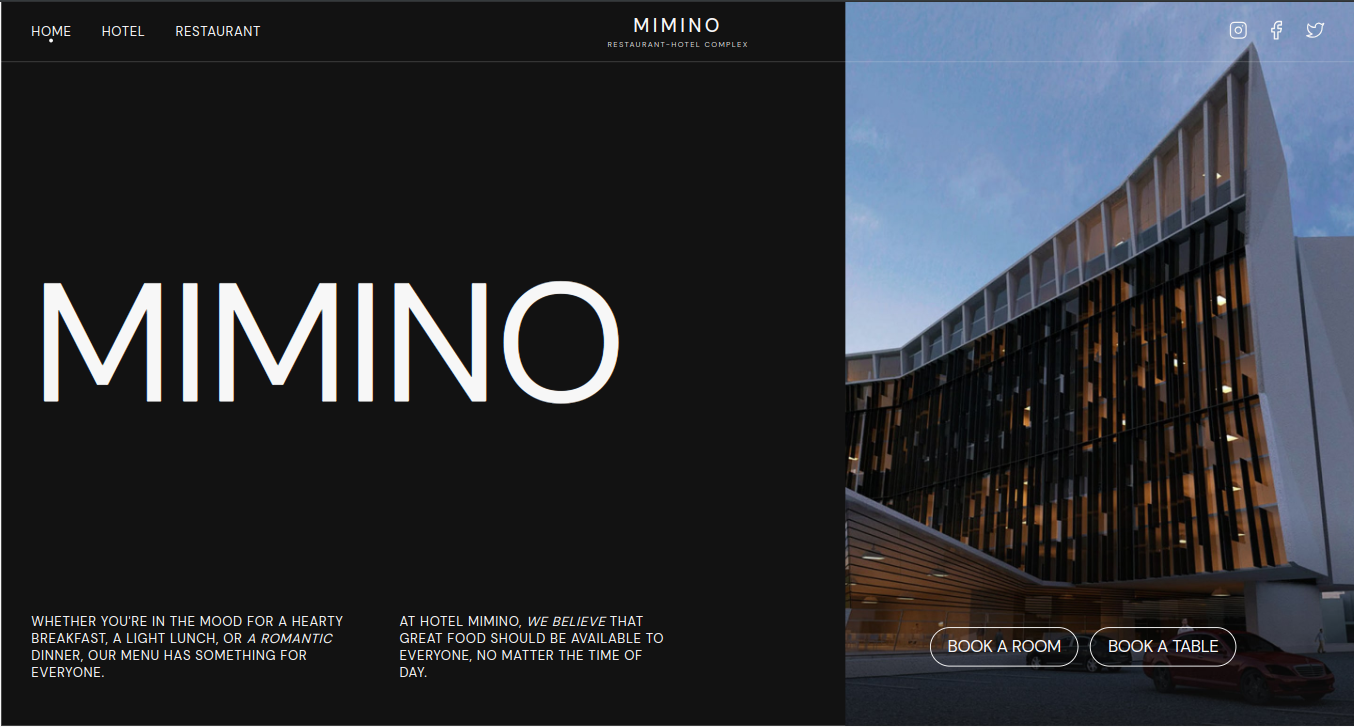 HOME HOTEL RESTAURANT
MIMINO
RESTAURANT-HOTEL COMPLEX
MIMINO
WHETHER YOU'RE IN THE MOOD FOR A HEARTY
BREAKFAST, A LIGHT LUNCH, OR A ROMANTIC
DINNER, OUR MENU HAS SOMETHING FOR
EVERYONE.
AT HOTEL MIMINO, WE BELIEVE THAT
GREAT FOOD SHOULD BE AVAILABLE TO
EVERYONE, NO MATTER THE TIME OF
DAY.
BOOK A ROOM BOOK A TABLE